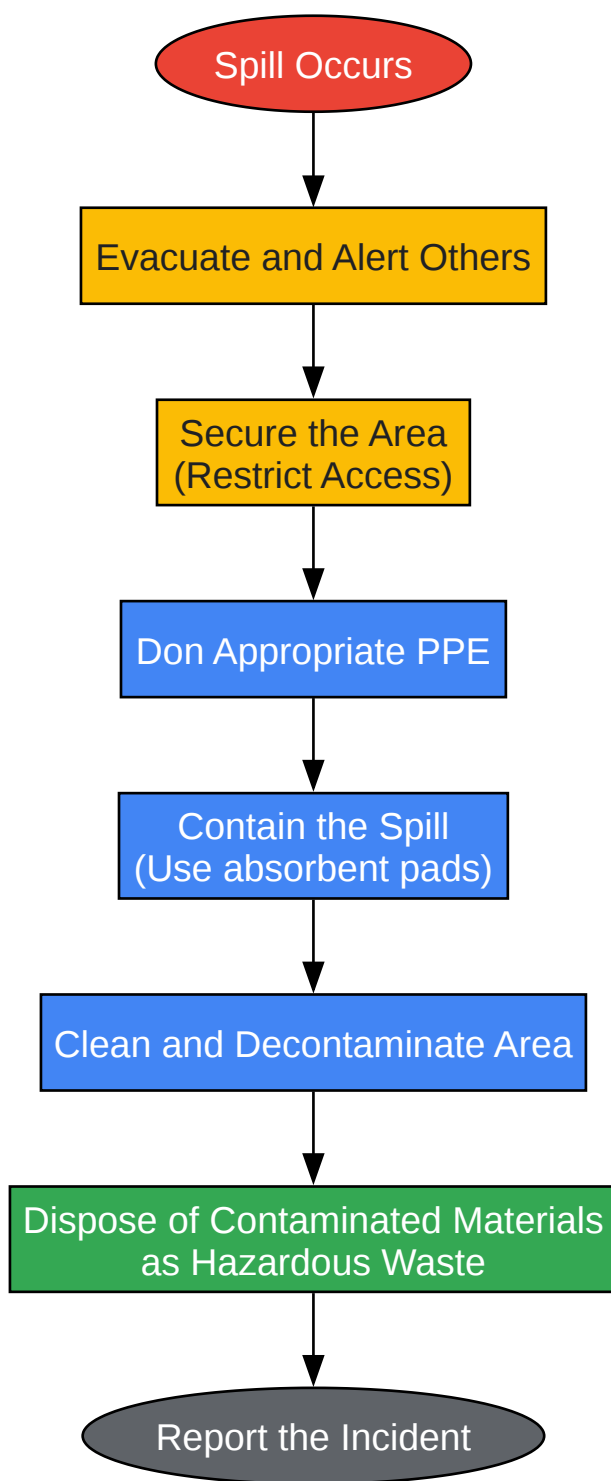 Spill Occurs
Evacuate and Alert Others
Secure the Area
(Restrict Access)
Don Appropriate PPE
Contain the Spill
(Use absorbent pads)
Clean and Decontaminate Area
Dispose of Contaminated Materials
as Hazardous Waste
Report the Incident